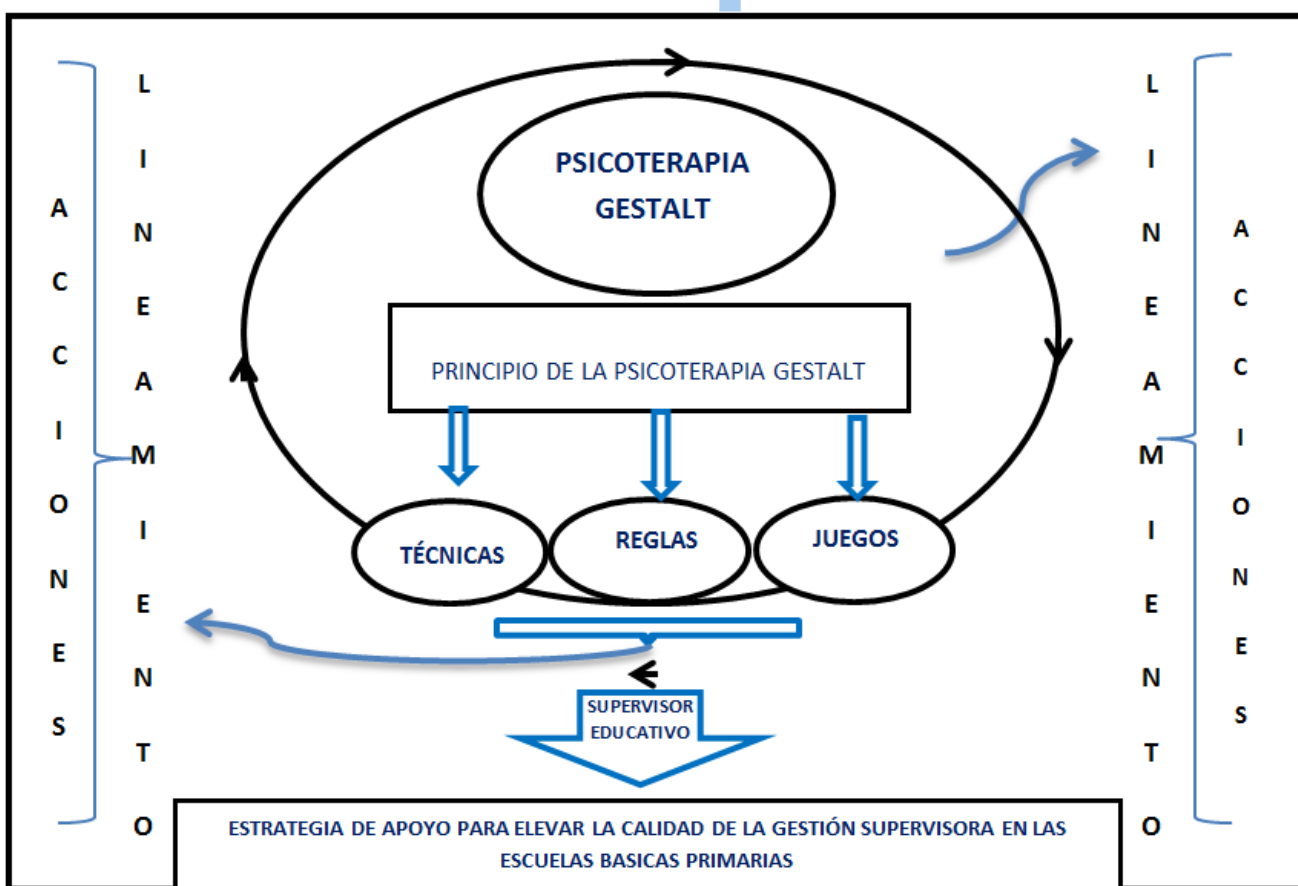 ACCIONES
LINEAMIENTO
PSICOTERAPIA
GESTALT
PRINCIPIO DE LA PSICOTERAPIA GESTALT
TÉCNICAS
REGLAS
JUEGOS
SUPERVISOR
EDUCATIVO
ESTRATEGIA DE APOYO PARA ELEVAR LA CALIDAD DE LA GESTIÓN SUPERVISORA EN LAS
ESCUELAS BASICAS PRIMARIAS
LINEAMIENTO
ACCIONES